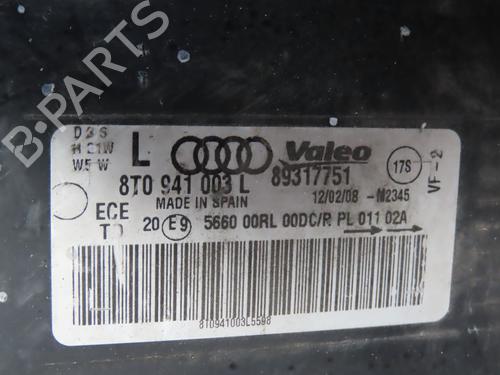 B-PARTS
D 2 S
H 21W
W5 W
L
Valeo
17S
VF-2
8T0 941 003 L
89317751
MADE IN SPAIN
12/02/08 -M2345
ECE
20 E9 5660 00RL 00DC/R PL 011 02A
8T0941003L5598